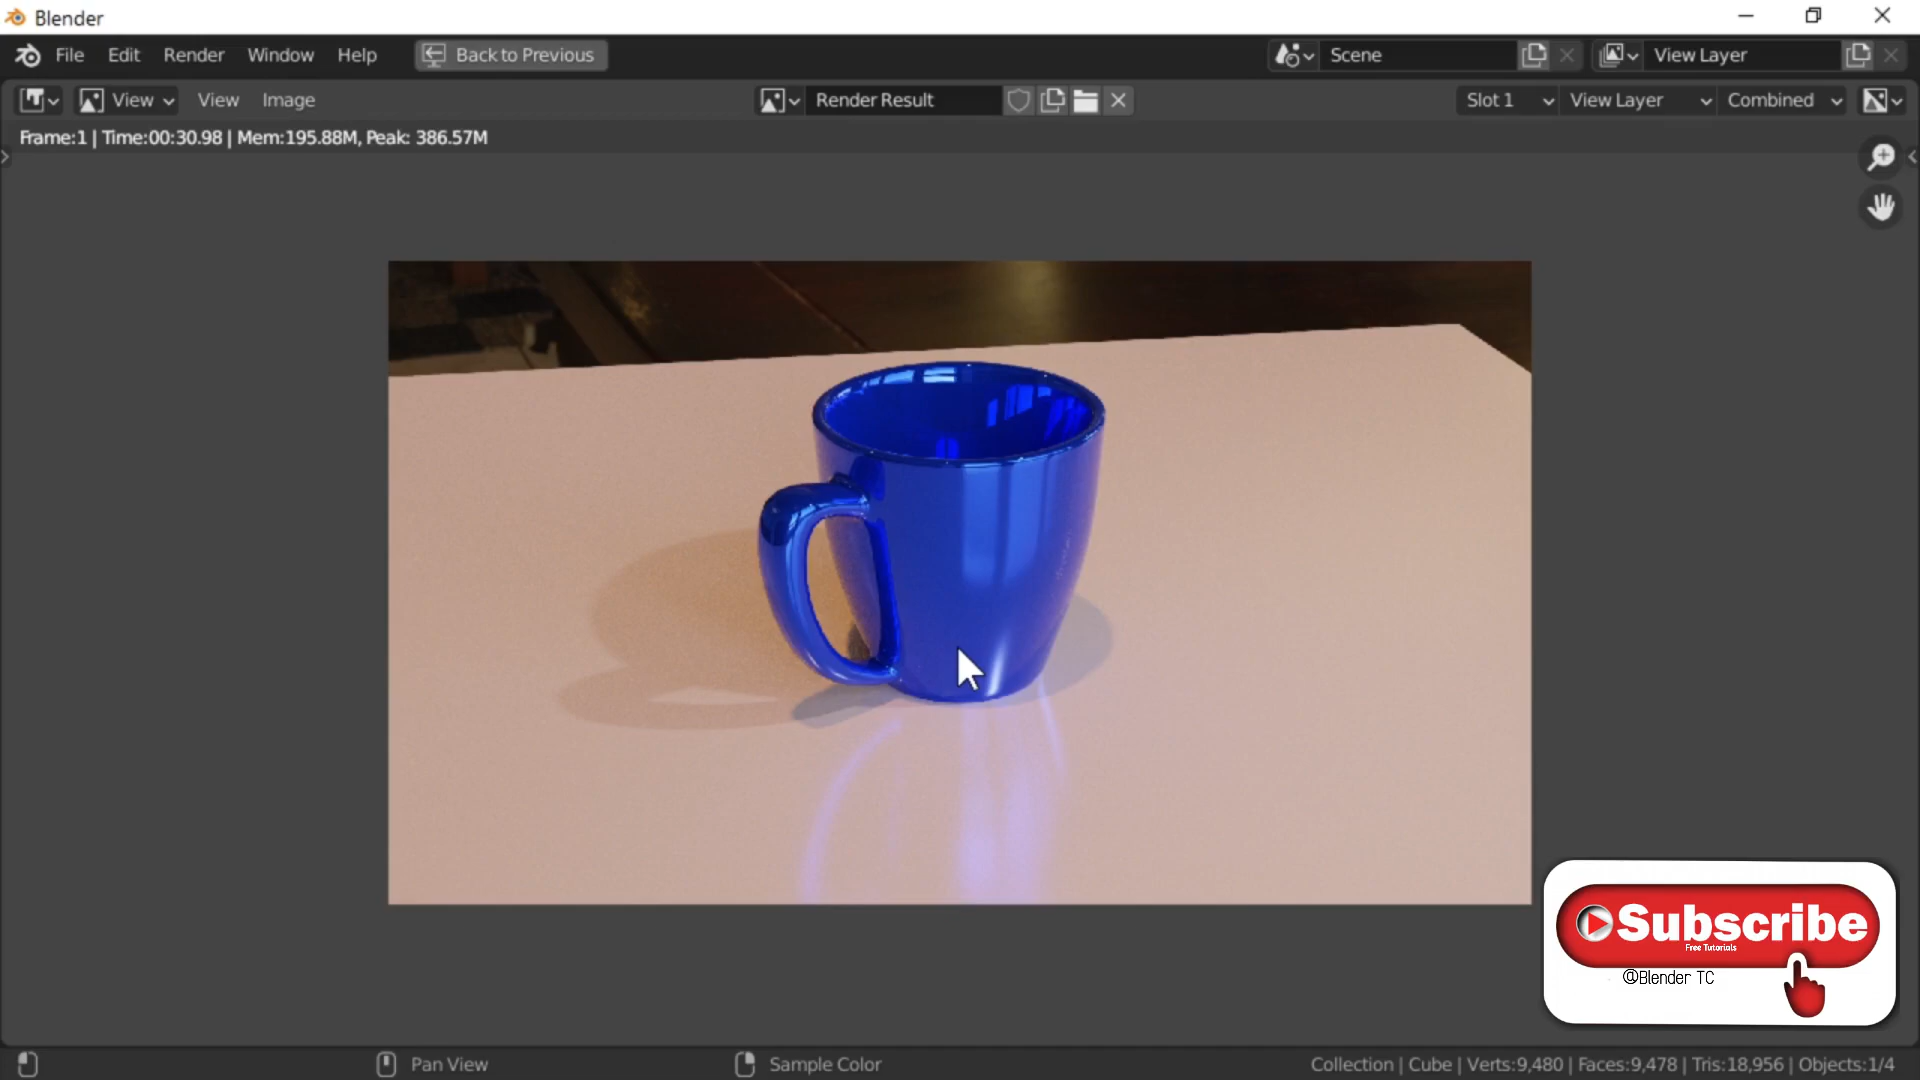 Blender
File Edit Render Window Help Back to Previous Scene View Layer
View View Image Render Result Slot 1 View Layer Combined
Frame:1 | Time:00:30.98 | Mem:195.88M, Peak: 386.57M
Subscribe
Free Tutorials
@Blender TC
Pan View Sample Color Collection | Cube | Verts:9,480 | Faces:9,478 | Tris:18,956 | Objects:1/4